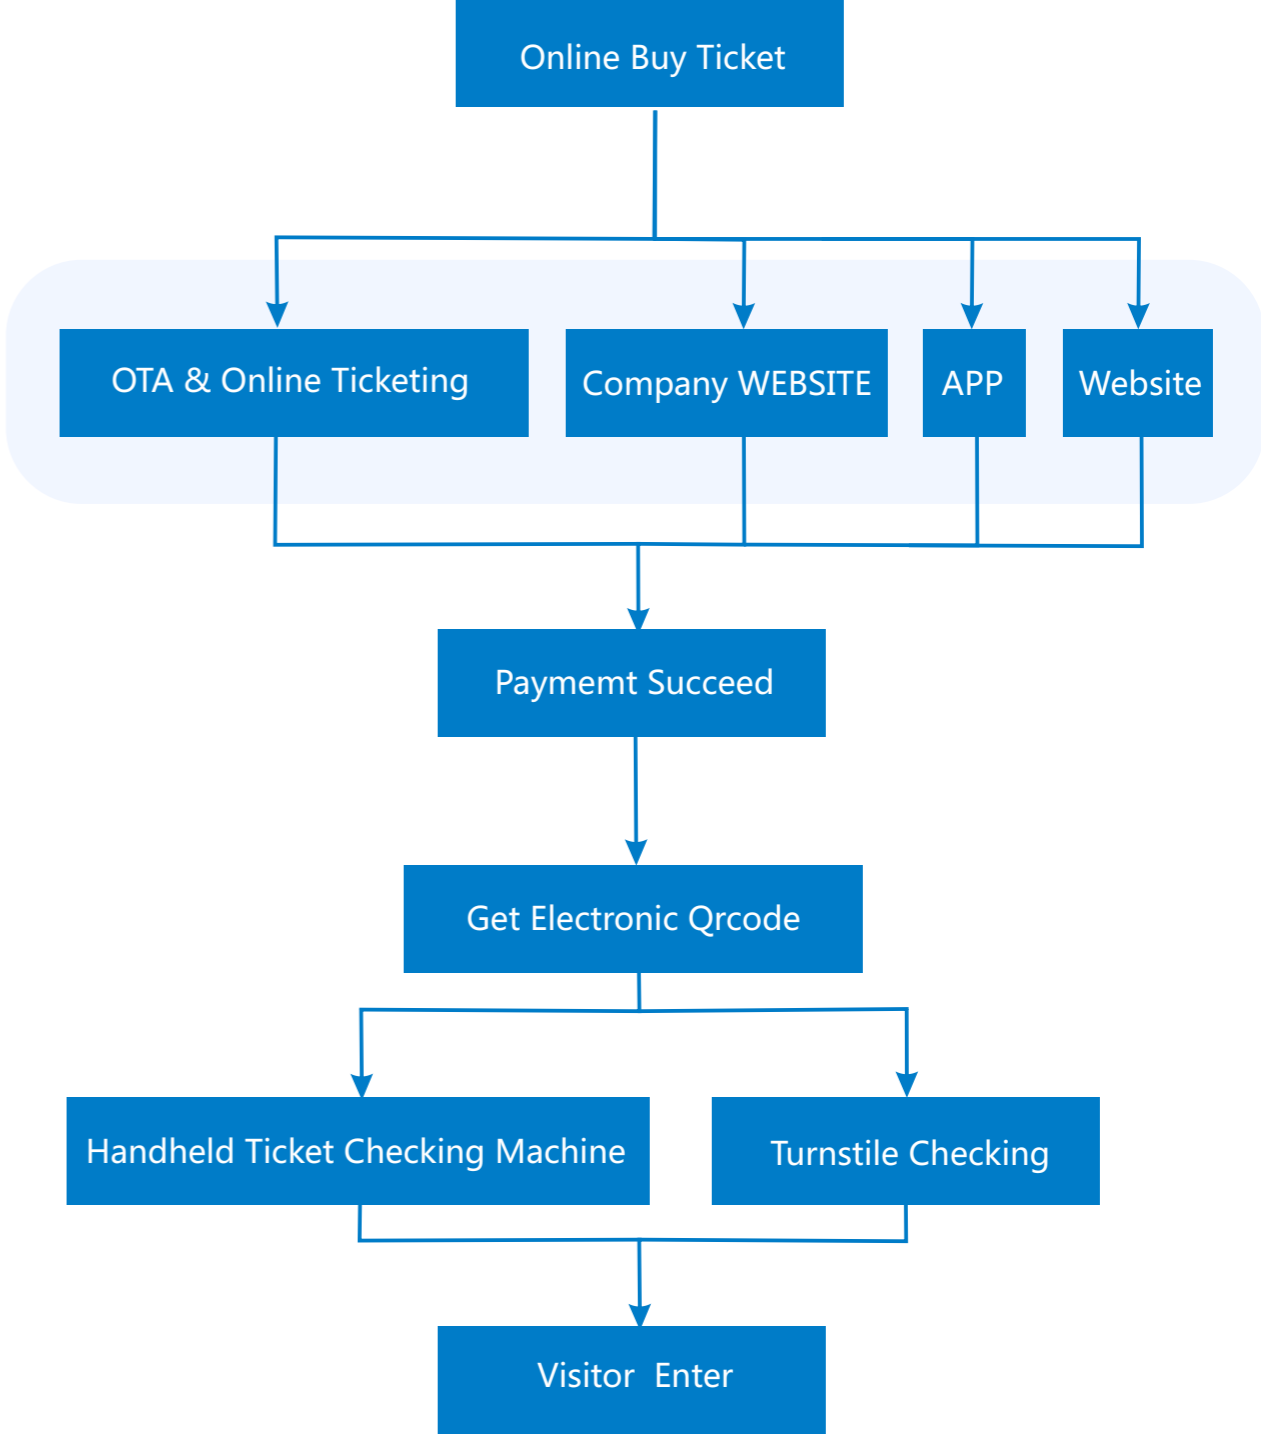 Online Buy Ticket
OTA & Online Ticketing
Company WEBSITE
APP
Website
Paymemt Succeed
Get Electronic Qrcode
Handheld Ticket Checking Machine
Turnstile Checking
Visitor  Enter